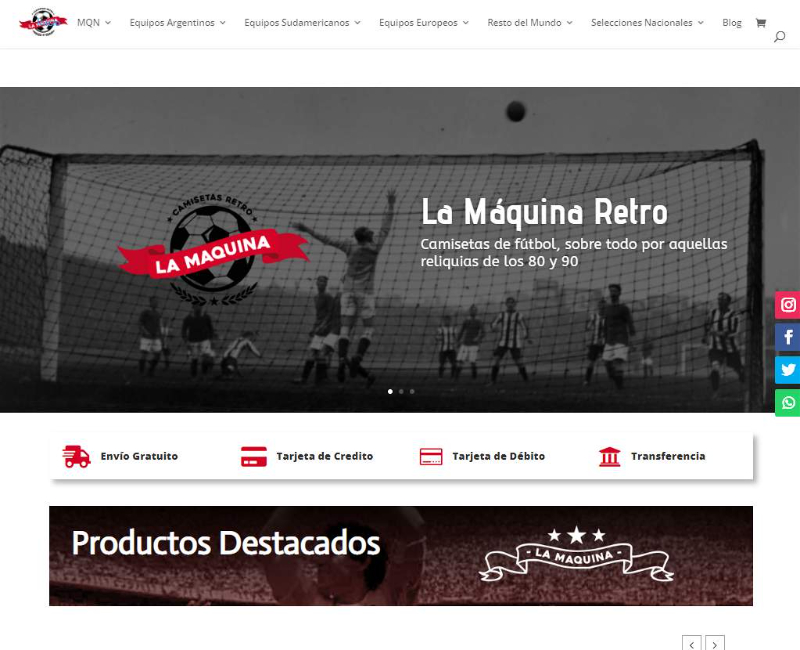 MQN
Equipos Argentinos
Equipos Sudamericanos
Equipos Europeos
Resto del Mundo
Selecciones Nacionales
Blog
CAMISETAS RETRO
LA MAQUINA
La Máquina Retro
Camisetas de fútbol, sobre todo por aquellas
reliquias de los 80 y 90
Envío Gratuito
Tarjeta de Credito
Tarjeta de Débito
Transferencia
Productos Destacados
- LA MAQUINA -